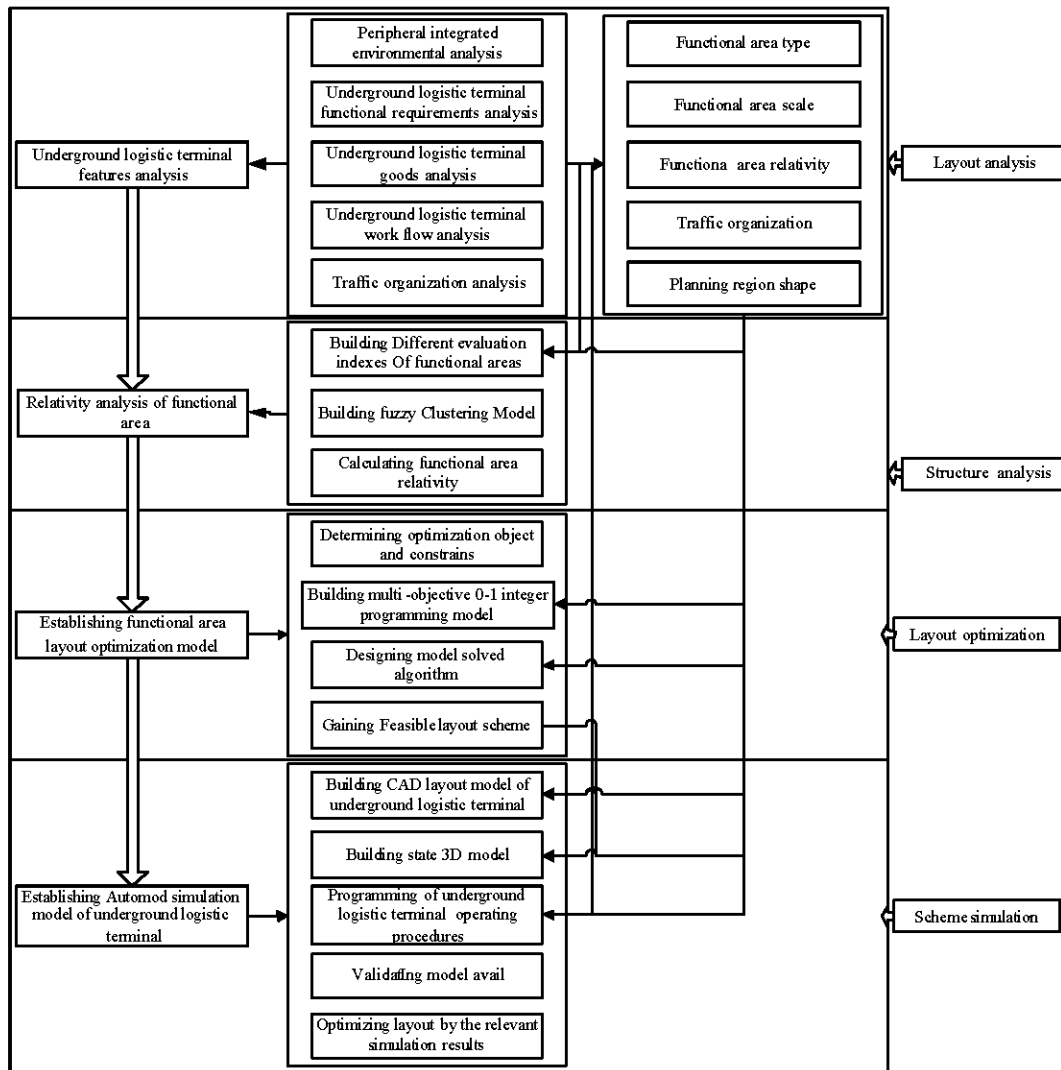 Peripheral integrated
environmental analysis
Underground logistic terminal
functional requirements analysis
Underground logistic terminal
goods analysis
Underground logistic terminal
work flow analysis
Traffic organization analysis
Functional area type
Functional area scale
Functiona area relativity
Traffic organization
Planning region shape
Underground logistic terminal
features analysis
Layout analysis
Building Different evaluation
indexes Of functional areas
Building fuzzy Clustering Model
Calculating functional area
relativity
Relativity analysis of functional
area
Structure analysis
Determining optimization object
and constrains
Building multi -objective 0-1 integer
programming model
Designing model solved
algorithm
Gaining Feasible layout scheme
Establishing functional area
layout optimization model
Layout optimization
Building CAD layout model of
underground logistic terminal
Building state 3D model
Programming of underground
logistic terminal operating
procedures
Validating model avail
Optimizing layout by the relevant
simulation results
Establishing Automod simulation
model of underground logistic
terminal
Scheme simulation